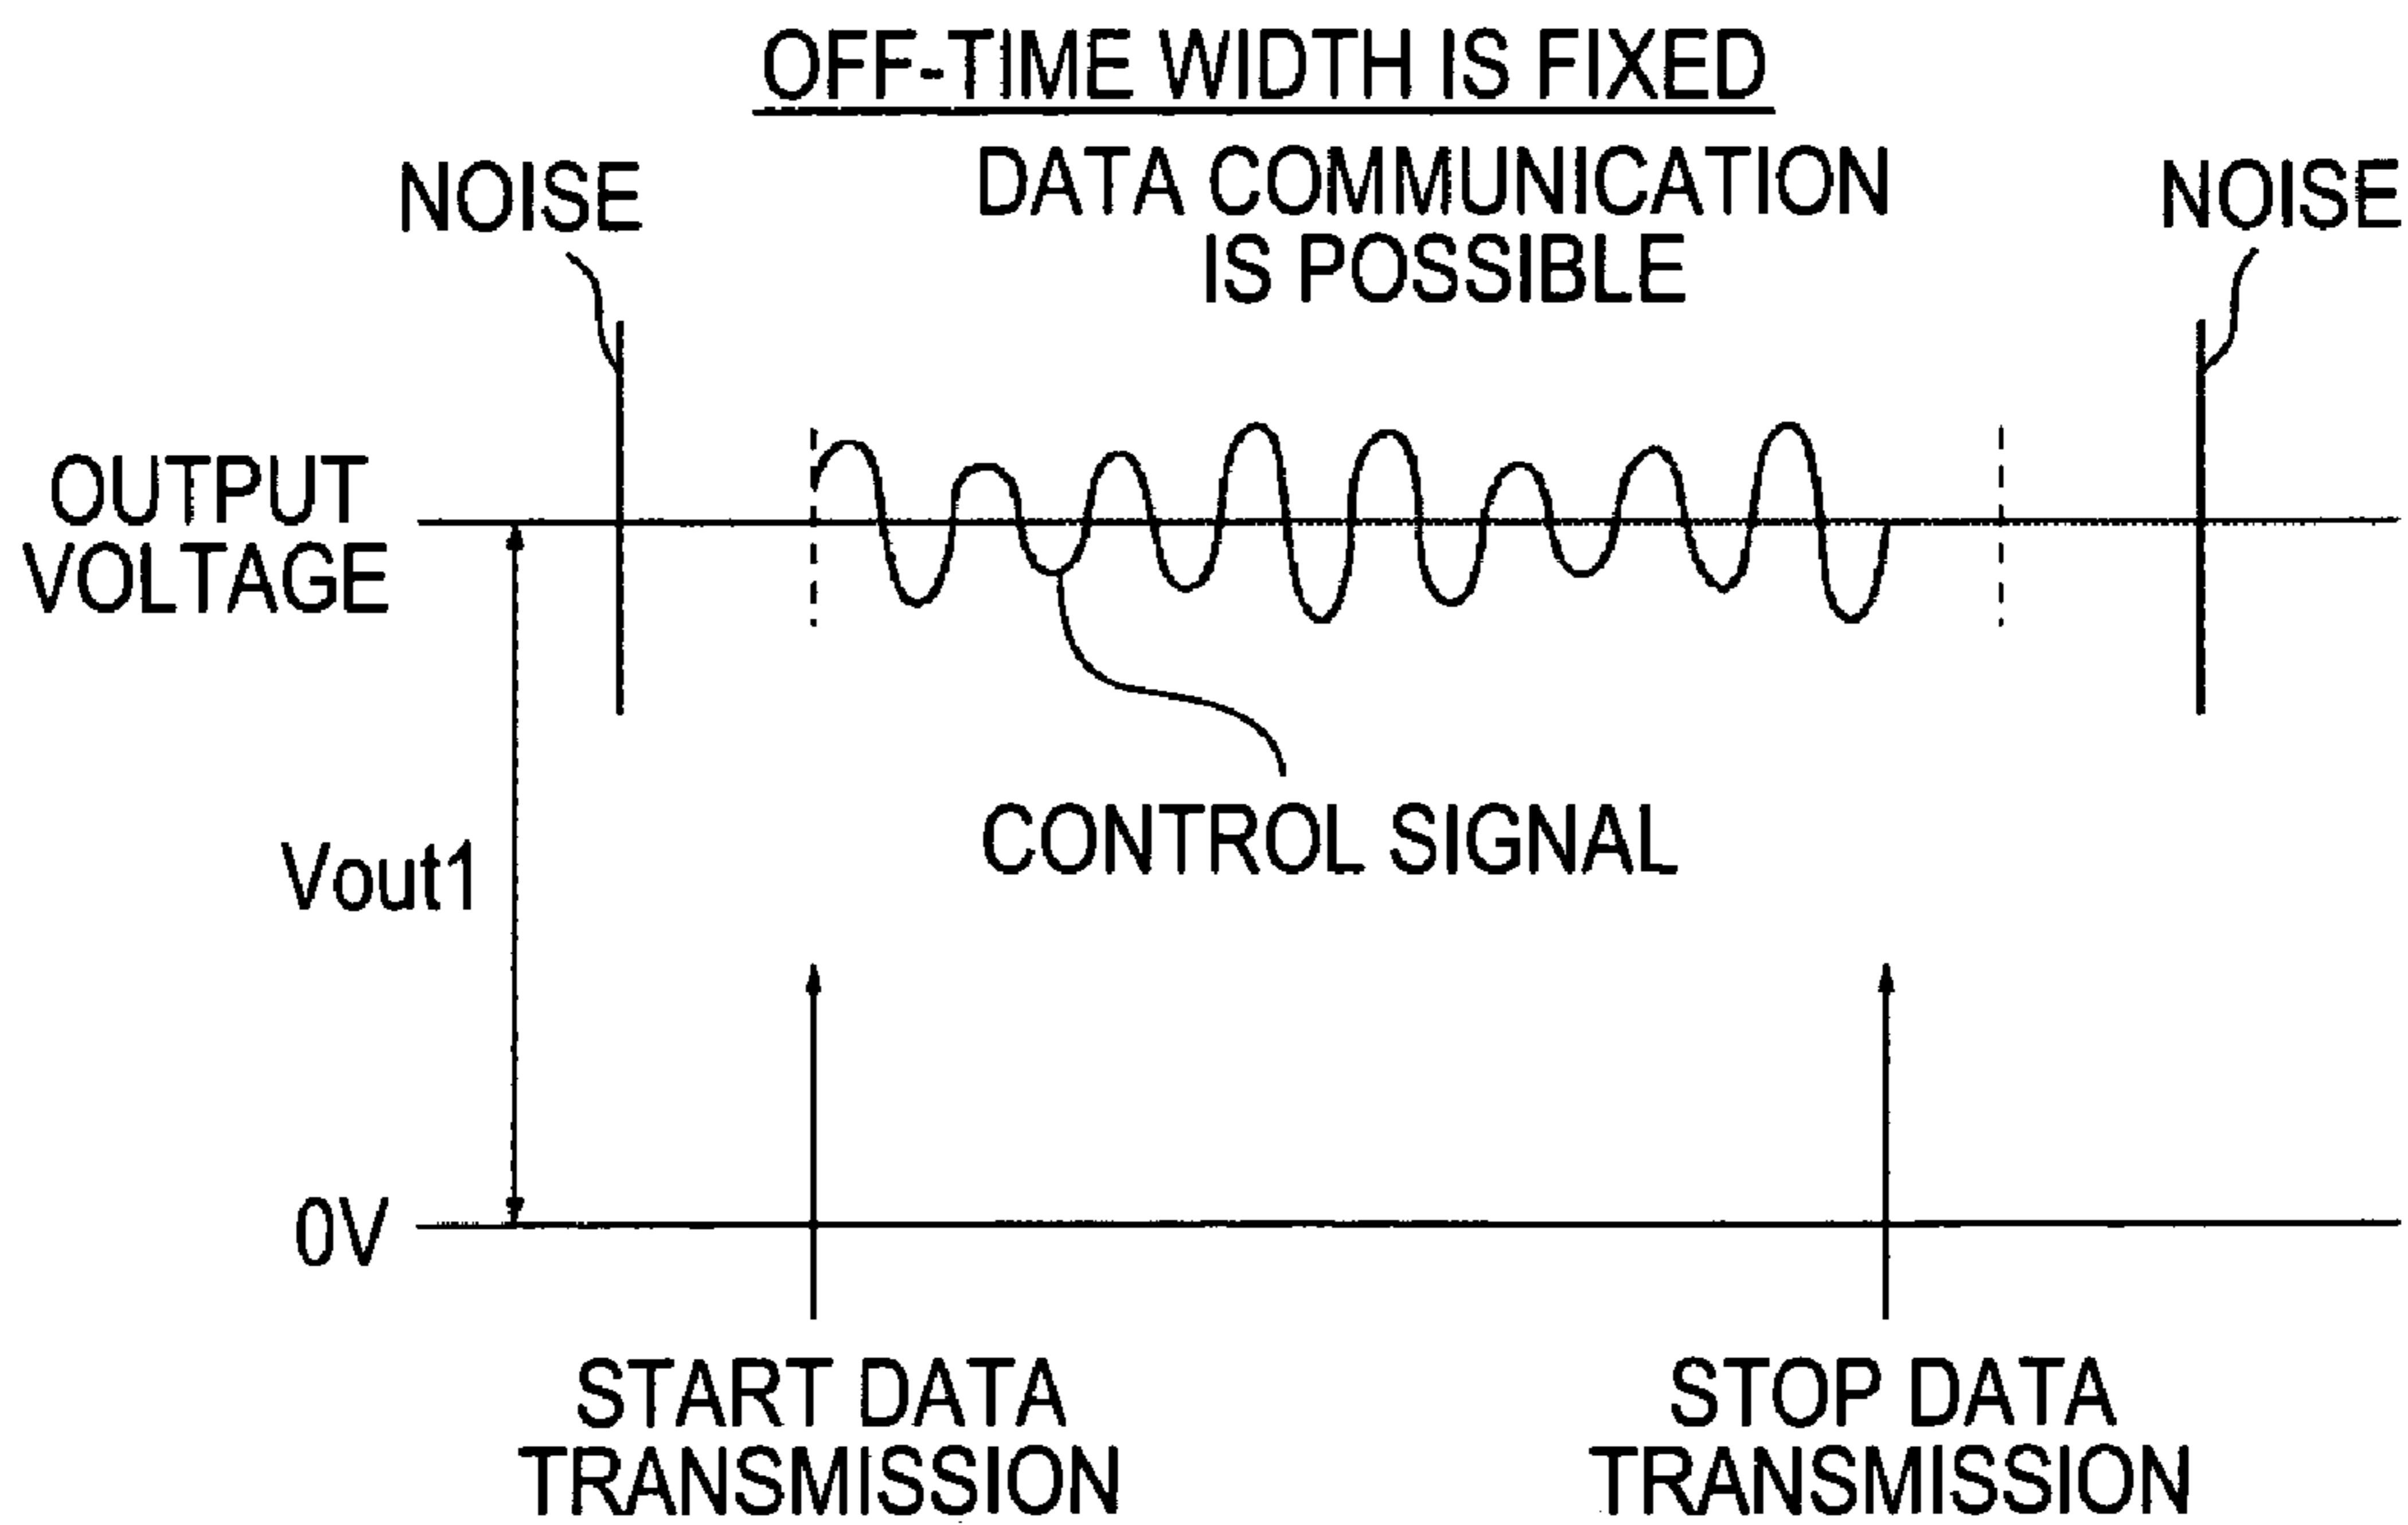 OFF-TIME WIDTH IS FIXED
NOISE
DATA COMMUNICATION
IS POSSIBLE
NOISE
OUTPUT
VOLTAGE
CONTROL SIGNAL
Vout1
0V
START DATA
TRANSMISSION
STOP DATA
TRANSMISSION